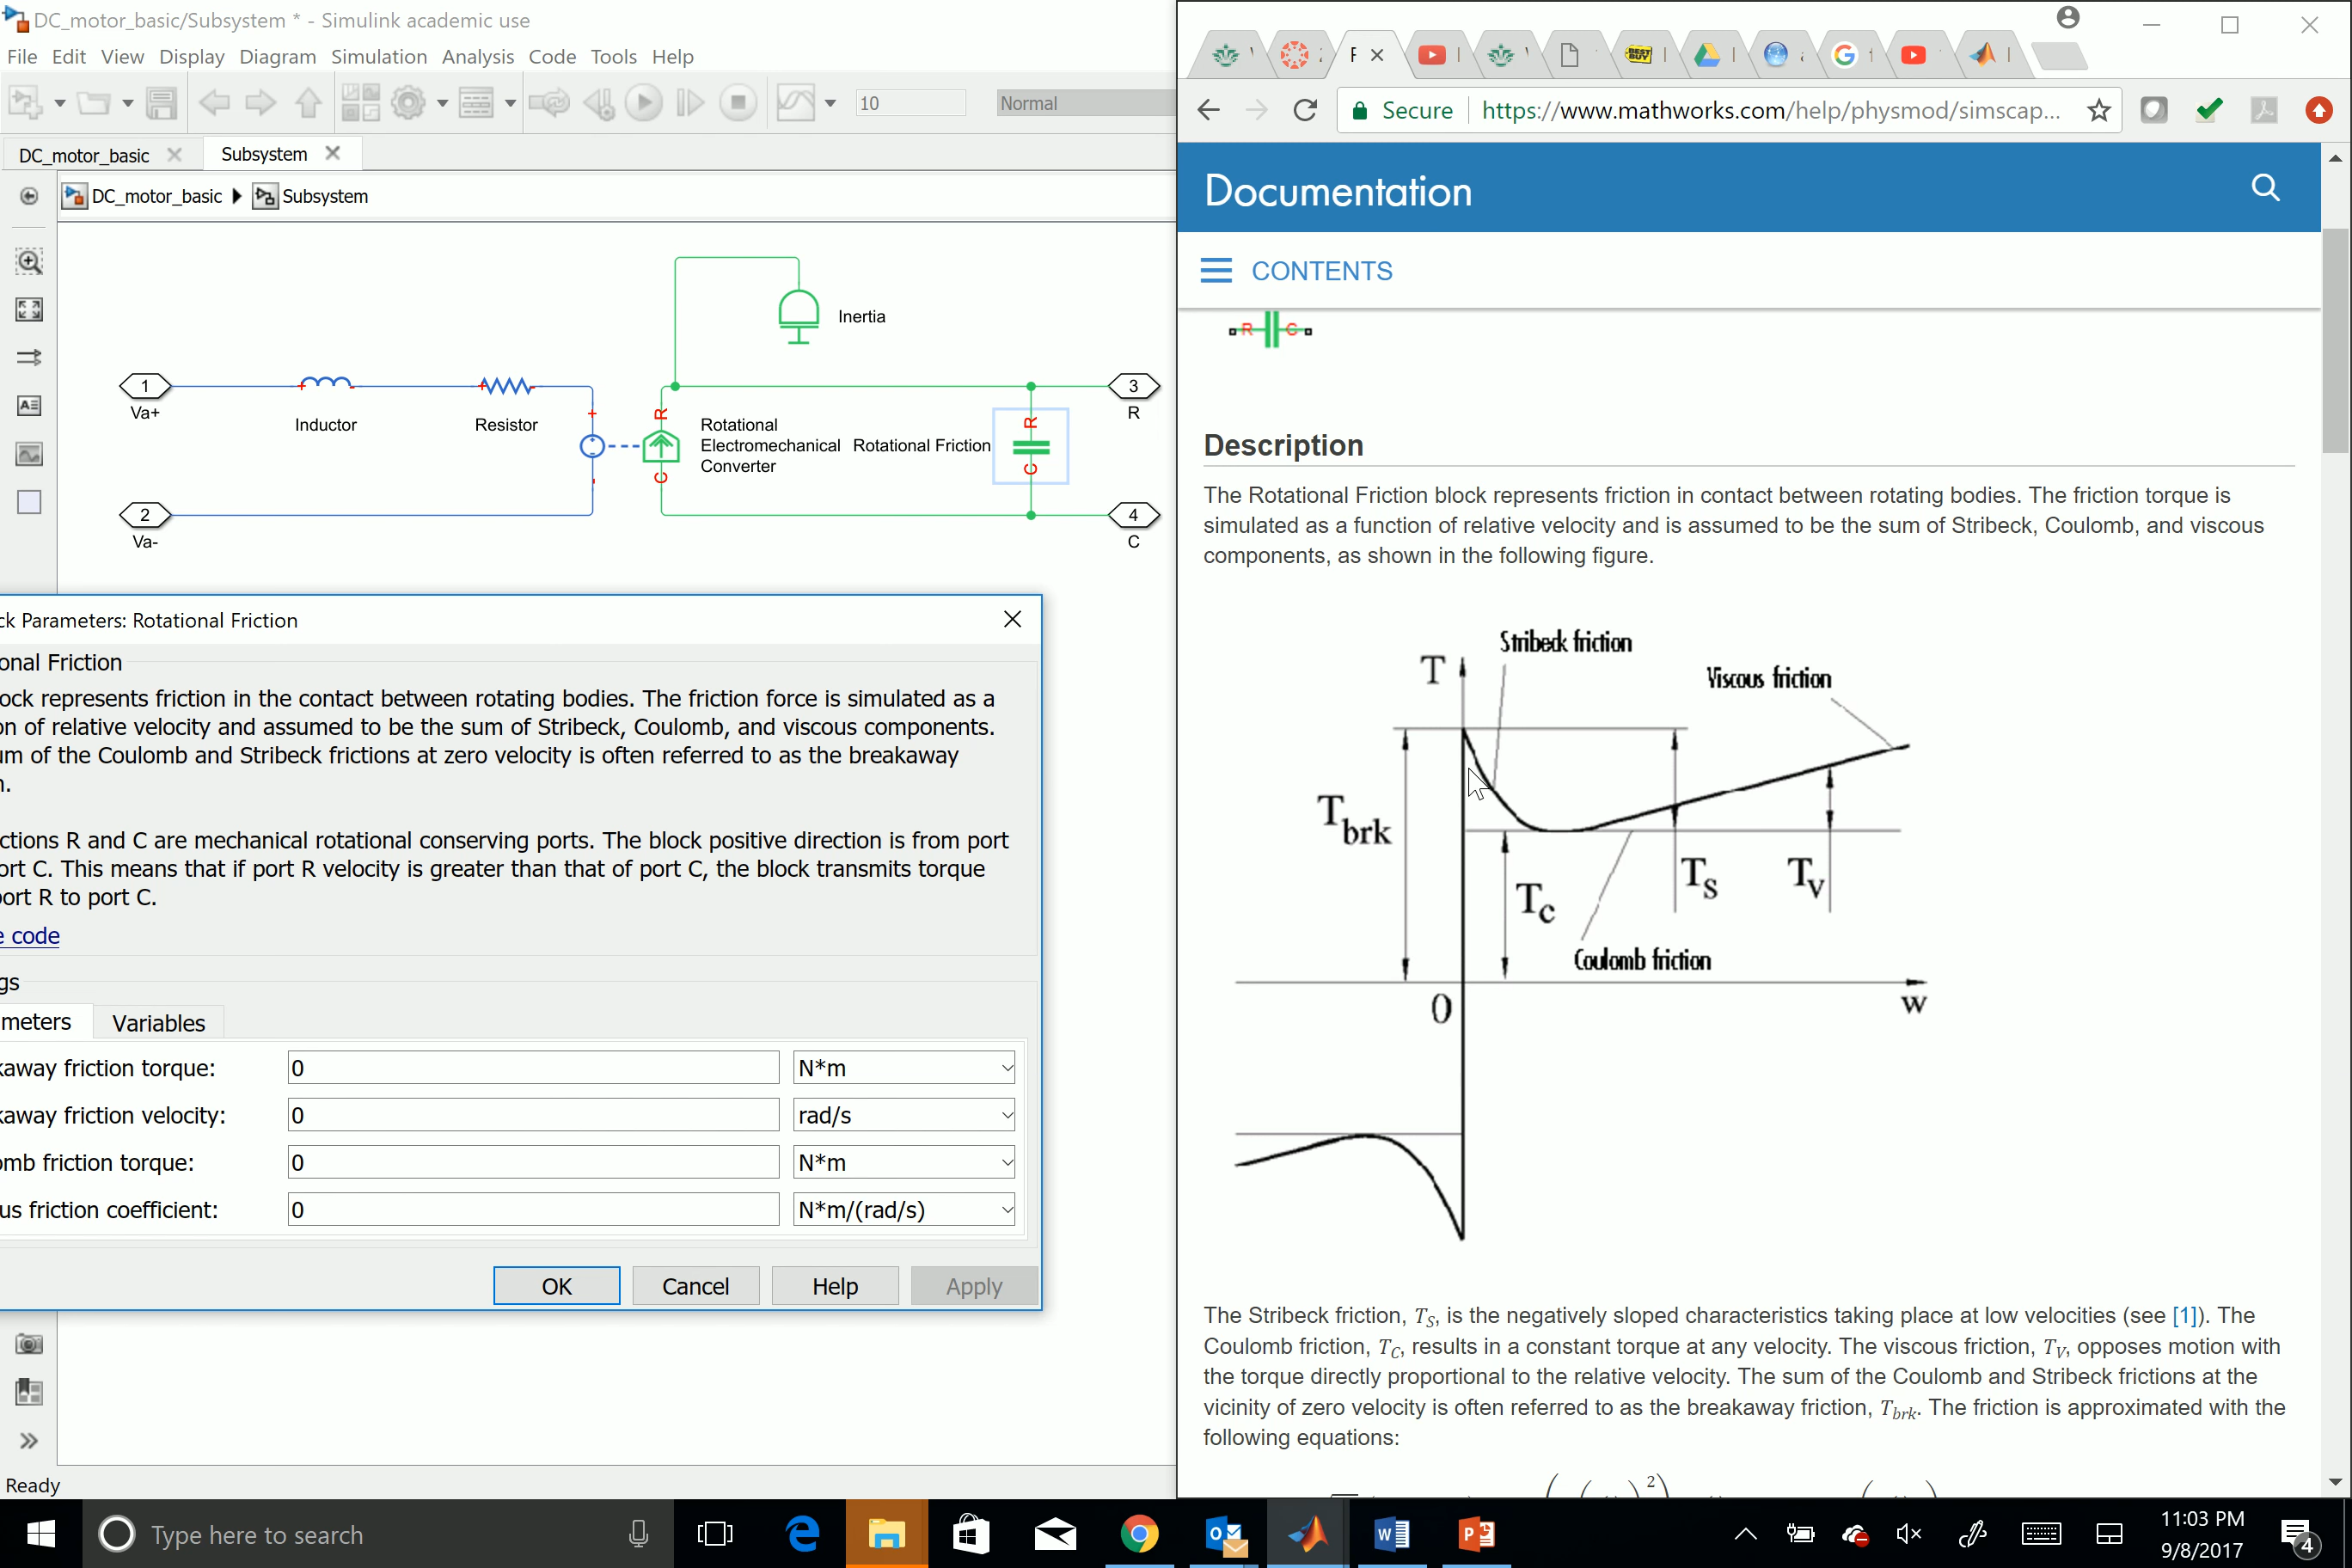 DC_motor_basic/Subsystem * - Simulink academic use
File Edit View Display Diagram Simulation Analysis Code Tools Help
10
Normal
DC_motor_basic
Subsystem
DC_motor_basic
Subsystem
Inertia
1
Va+
Inductor
Resistor
+
-
+
-
+
-
R
C
Rotational
Electromechanical
Converter
Rotational Friction
R
C
3
R
2
Va-
4
C
ck Parameters: Rotational Friction
onal Friction
ock represents friction in the contact between rotating bodies. The friction force is simulated as a
on of relative velocity and assumed to be the sum of Stribeck, Coulomb, and viscous components.
um of the Coulomb and Stribeck frictions at zero velocity is often referred to as the breakaway
n.
ctions R and C are mechanical rotational conserving ports. The block positive direction is from port
ort C. This means that if port R velocity is greater than that of port C, the block transmits torque
ort R to port C.
e code
gs
meters
Variables
kaway friction torque:
0
N*m
kaway friction velocity:
0
rad/s
omb friction torque:
0
N*m
us friction coefficient:
0
N*m/(rad/s)
OK
Cancel
Help
Apply
Ready
F
BEST BUY
Secure
https://www.mathworks.com/help/physmod/simscap...
Documentation
CONTENTS
R C
Description
The Rotational Friction block represents friction in contact between rotating bodies. The friction torque is
simulated as a function of relative velocity and is assumed to be the sum of Stribeck, Coulomb, and viscous
components, as shown in the following figure.
Stribeck friction
T
Viscous friction
Tbrk
Tc
TS
TV
Coulomb friction
0
w
The Stribeck friction, TS, is the negatively sloped characteristics taking place at low velocities (see [1]). The
Coulomb friction, TC, results in a constant torque at any velocity. The viscous friction, TV, opposes motion with
the torque directly proportional to the relative velocity. The sum of the Coulomb and Stribeck frictions at the
vicinity of zero velocity is often referred to as the breakaway friction, Tbrk. The friction is approximated with the
following equations:
2
Type here to search
11:03 PM
9/8/2017
4